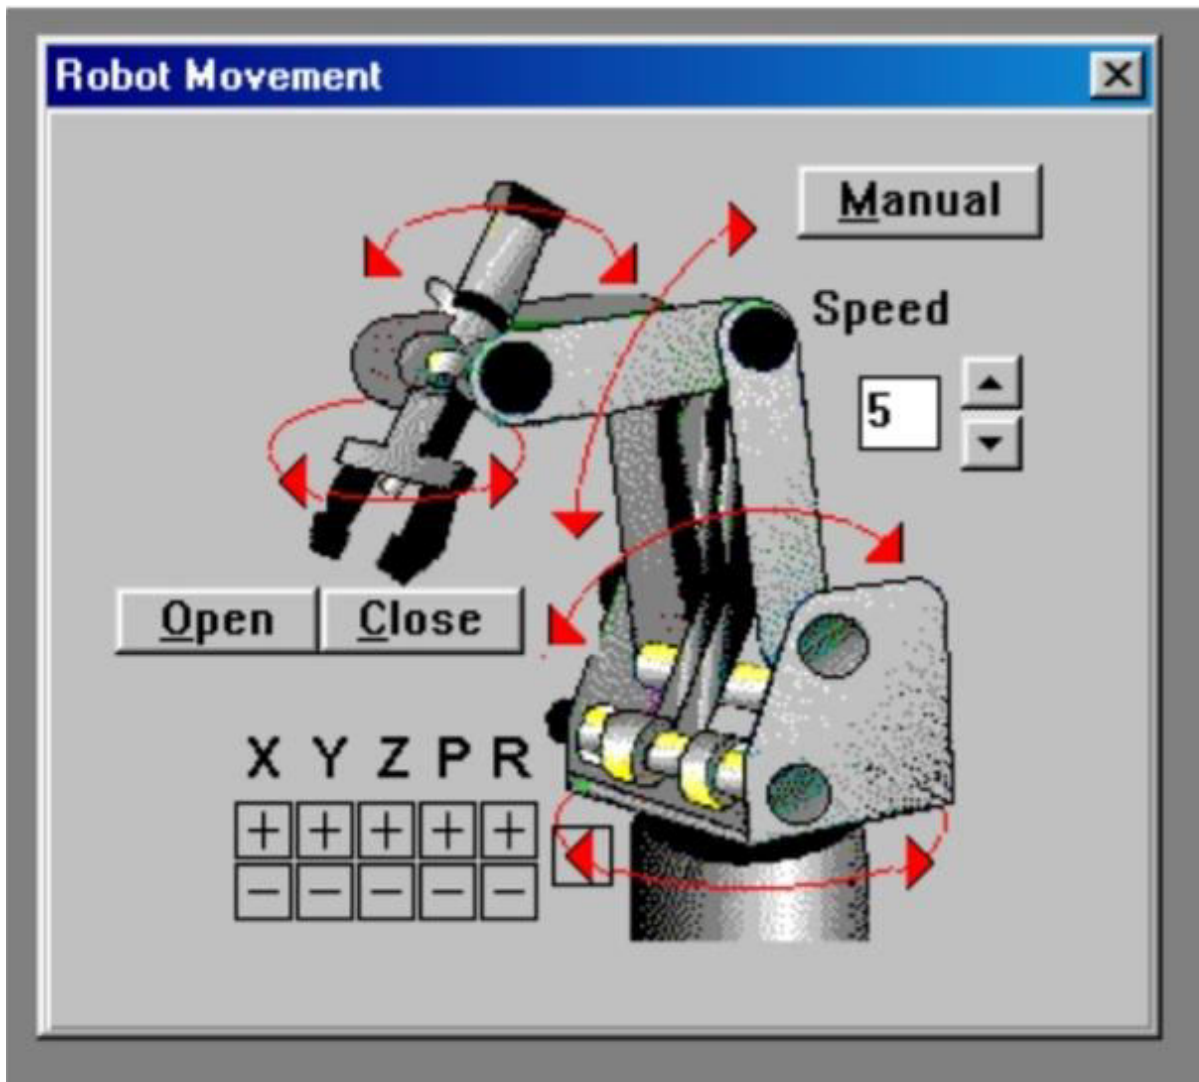 Robot Movement
Manual
Speed
5
Open Close
X Y Z P R
+ + + + +
- - - - -